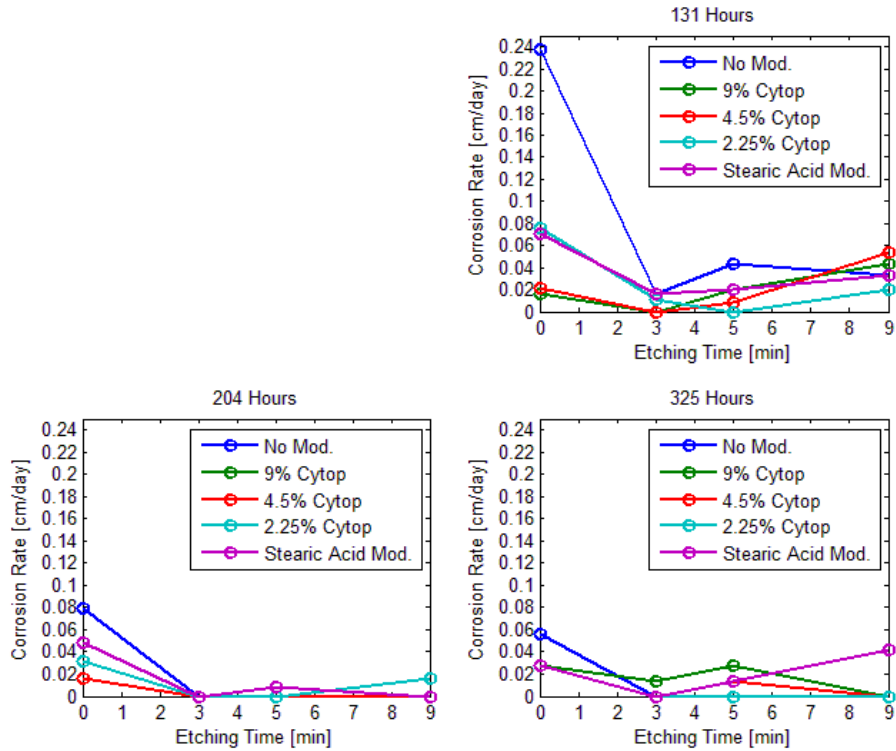 131 Hours
0.24
0.22
0.2
0.18
0.16
0.14
0.12
0.1
0.08
0.06
0.04
0.02
0
Corrosion Rate [cm/day]
No Mod.
9% Cytop
4.5% Cytop
2.25% Cytop
Stearic Acid Mod.
0 1 2 3 4 5 6 7 8 9
Etching Time [min]
204 Hours
0.24
0.22
0.2
0.18
0.16
0.14
0.12
0.1
0.08
0.06
0.04
0.02
0
Corrosion Rate [cm/day]
No Mod.
9% Cytop
4.5% Cytop
2.25% Cytop
Stearic Acid Mod.
0 1 2 3 4 5 6 7 8 9
Etching Time [min]
325 Hours
0.24
0.22
0.2
0.18
0.16
0.14
0.12
0.1
0.08
0.06
0.04
0.02
0
Corrosion Rate [cm/day]
No Mod.
9% Cytop
4.5% Cytop
2.25% Cytop
Stearic Acid Mod.
0 1 2 3 4 5 6 7 8 9
Etching Time [min]